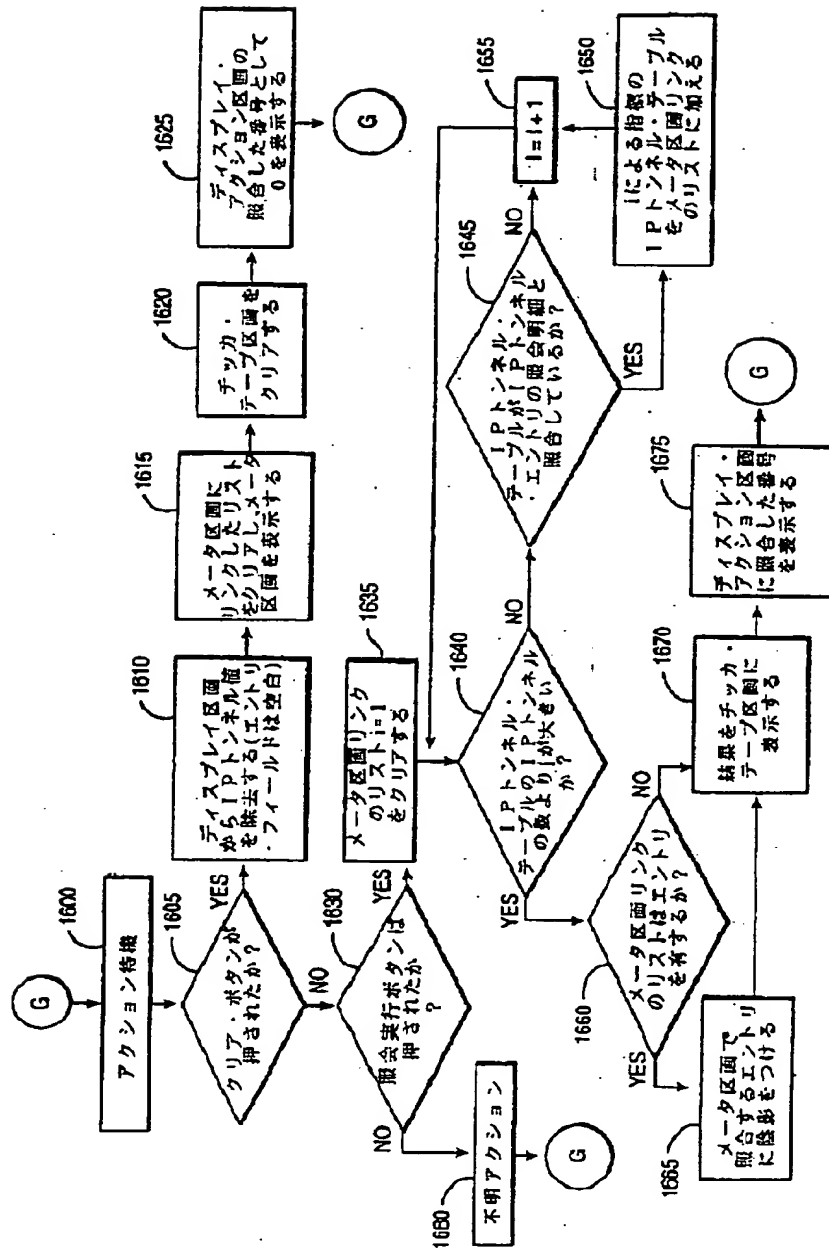 G
1600
アクション待機
1605
クリア・ボタンが
押されたか?
YES
NO
1610
ディスプレイ区画
からIPトンネル値
を除去する(エントリ
・フィールドは空白)
1615
メータ区画に
リンクしたリスト
をクリアし、メータ
区画を表示する
1620
チッカ・
テープ区画を
クリアする
1625
ディスプレイ・
アクション区画の
照合した番号として
0を表示する
G
1630
照会実行ボタンは
押されたか
?
YES
NO
1680
不明アクション
G
1635
メータ区画リンク
のリストi=1
をクリアする
1640
IPトンネル・
テーブルのIPトンネル
の数よりiが大きい
か?
YES
NO
1645
IPトンネル・
テーブルがIPトンネル
・エントリの照会明細と
照合しているか?
NO
YES
1655
i=i+1
1650
iによる指標の
IPトンネル・テーブル
をメータ区画リンク
のリストに加える
1660
メータ区画リンク
のリストはエントリ
を有するか?
YES
NO
1665
メータ区画で
照合するエントリ
に陰影をつける
1670
結果をチッカ・
テープ区画に
表示する
1675
ディスプレイ・
アクション区画
に照合した番号
を表示する
G